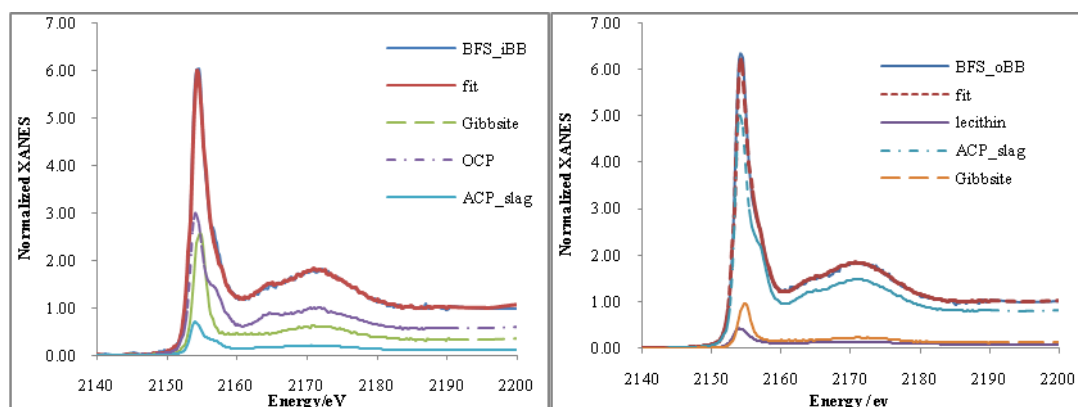 7.00
6.00
5.00
4.00
3.00
2.00
1.00
0.00
Normalized XANES
BFS_iBB
fit
Gibbsite
OCP
ACP_slag
2140 2150 2160 2170 2180 2190 2200
Energy/eV
7.00
6.00
5.00
4.00
3.00
2.00
1.00
0.00
Normalized XANES
BFS_oBB
fit
lecithin
ACP_slag
Gibbsite
2140 2150 2160 2170 2180 2190 2200
Energy / ev